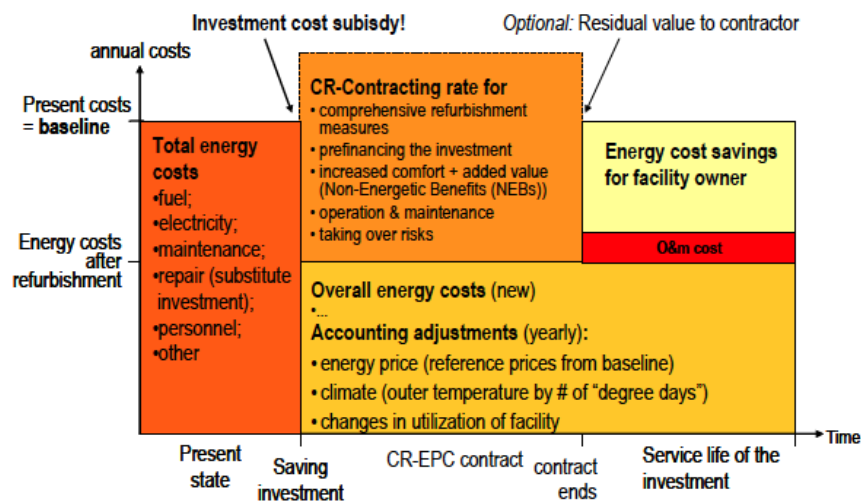 Investment cost subisdy!
Optional: Residual value to contractor
annual costs
Present costs
= baseline
Energy costs
after
refurbishment
Total energy
costs
•fuel;
•electricity;
•maintenance;
•repair (substitute
investment);
•personnel;
•other
CR-Contracting rate for
• comprehensive refurbishment
measures
• prefinancing the investment
• increased comfort + added value
(Non-Energetic Benefits (NEBs))
• operation & maintenance
• taking over risks
Energy cost savings
for facility owner
O&m cost
Overall energy costs (new)
•...
Accounting adjustments (yearly):
• energy price (reference prices from baseline)
• climate (outer temperature by # of “degree days”)
• changes in utilization of facility
Time
Present
state
Saving
investment
CR-EPC contract
contract
ends
Service life of the
investment